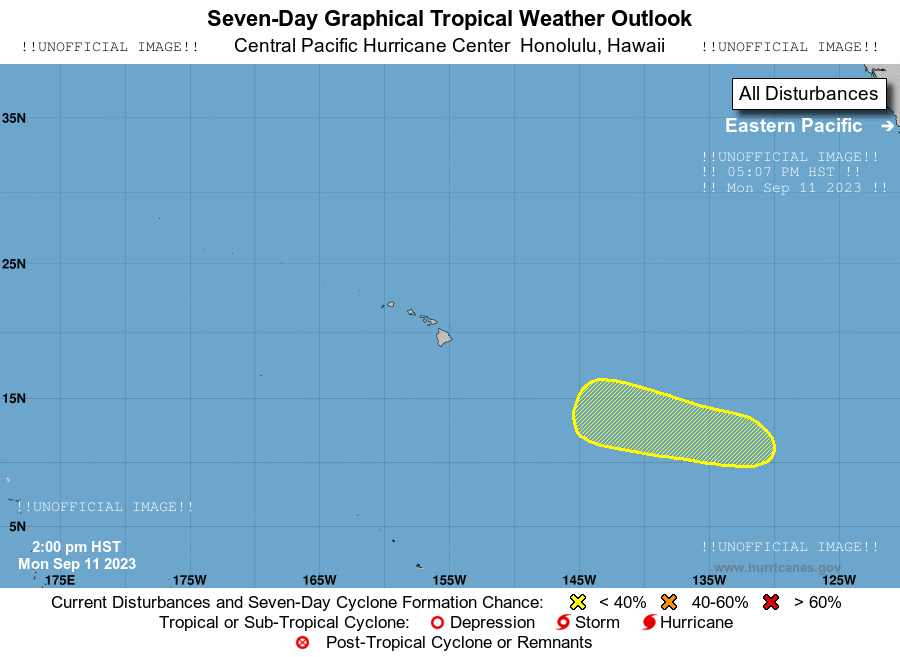 Seven-Day Graphical Tropical Weather Outlook
!!UNOFFICIAL IMAGE!! Central Pacific Hurricane Center Honolulu, Hawaii !!UNOFFICIAL IMAGE!!
All Disturbances
35N
Eastern Pacific →
!!UNOFFICIAL IMAGE!!
!! 05:07 PM HST !!
!! Mon Sep 11 2023 !!
25N
15N
!!UNOFFICIAL IMAGE!!
5N
2:00 pm HST
!!UNOFFICIAL IMAGE!!
Mon Sep 11 2023
www.hurricanes.gov
175E 175W 165W 155W 145W 135W 125W
Current Disturbances and Seven-Day Cyclone Formation Chance: < 40% 40-60% > 60%
Tropical or Sub-Tropical Cyclone: Depression Storm Hurricane
Post-Tropical Cyclone or Remnants